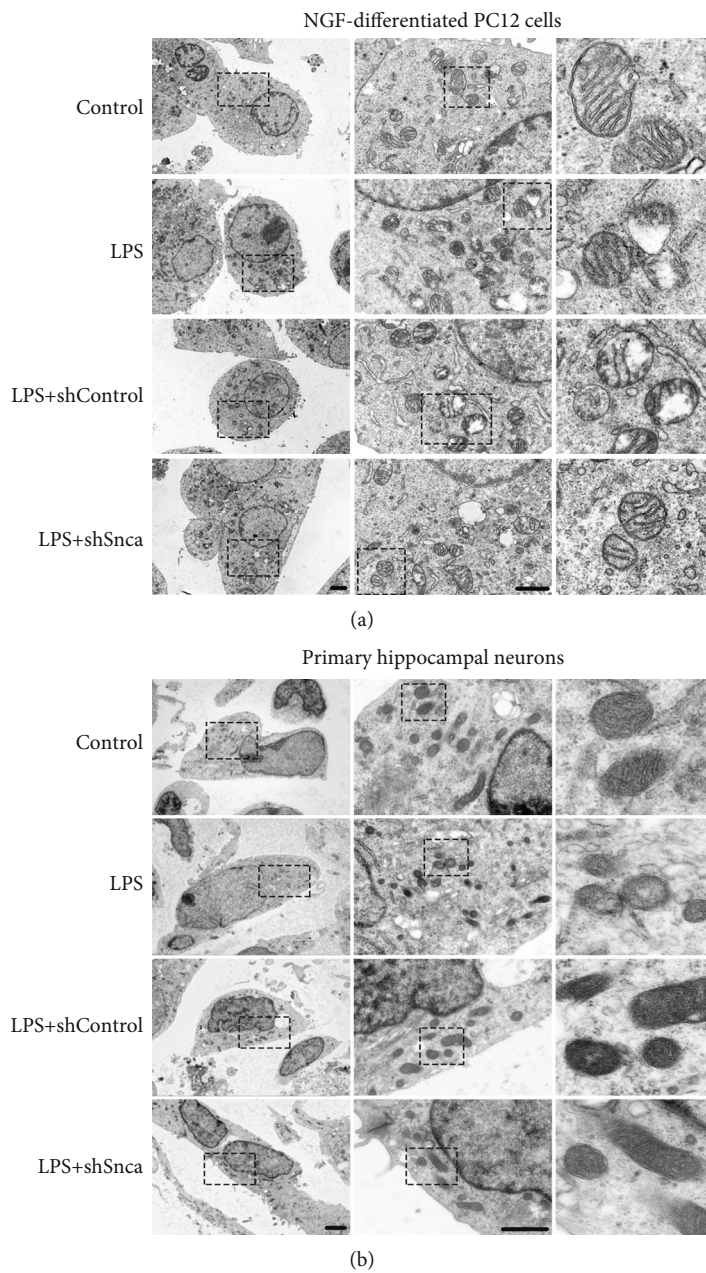 NGF-differentiated PC12 cells
Control
LPS
LPS+shControl
LPS+shSnca
(a)
Primary hippocampal neurons
Control
LPS
LPS+shControl
LPS+shSnca
(b)